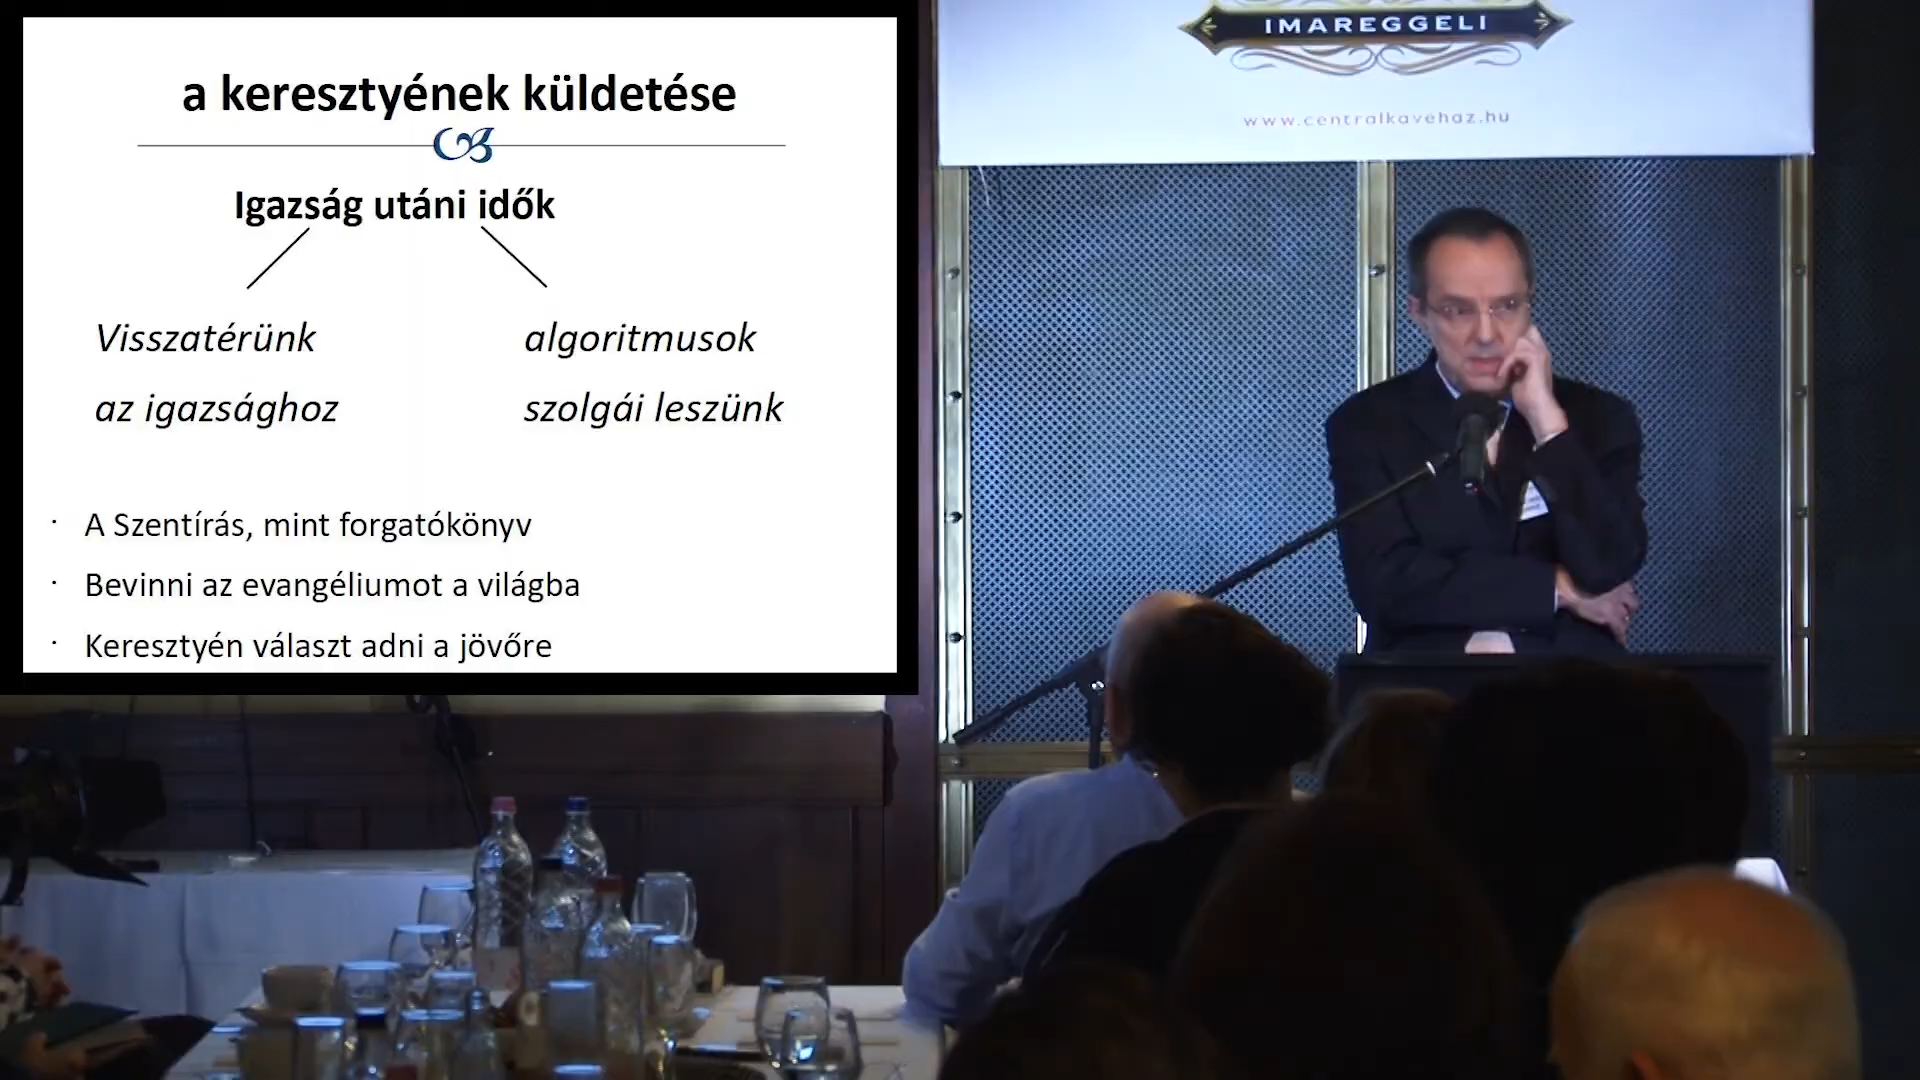 a keresztyének küldetése
Igazság utáni idők
Visszatérünk
az igazsághoz
algoritmusok
szolgái leszünk
· A Szentírás, mint forgatókönyv
· Bevinni az evangéliumot a világba
· Keresztyén választ adni a jövőre
IMAREGGELI
www.centralkavehaz.hu